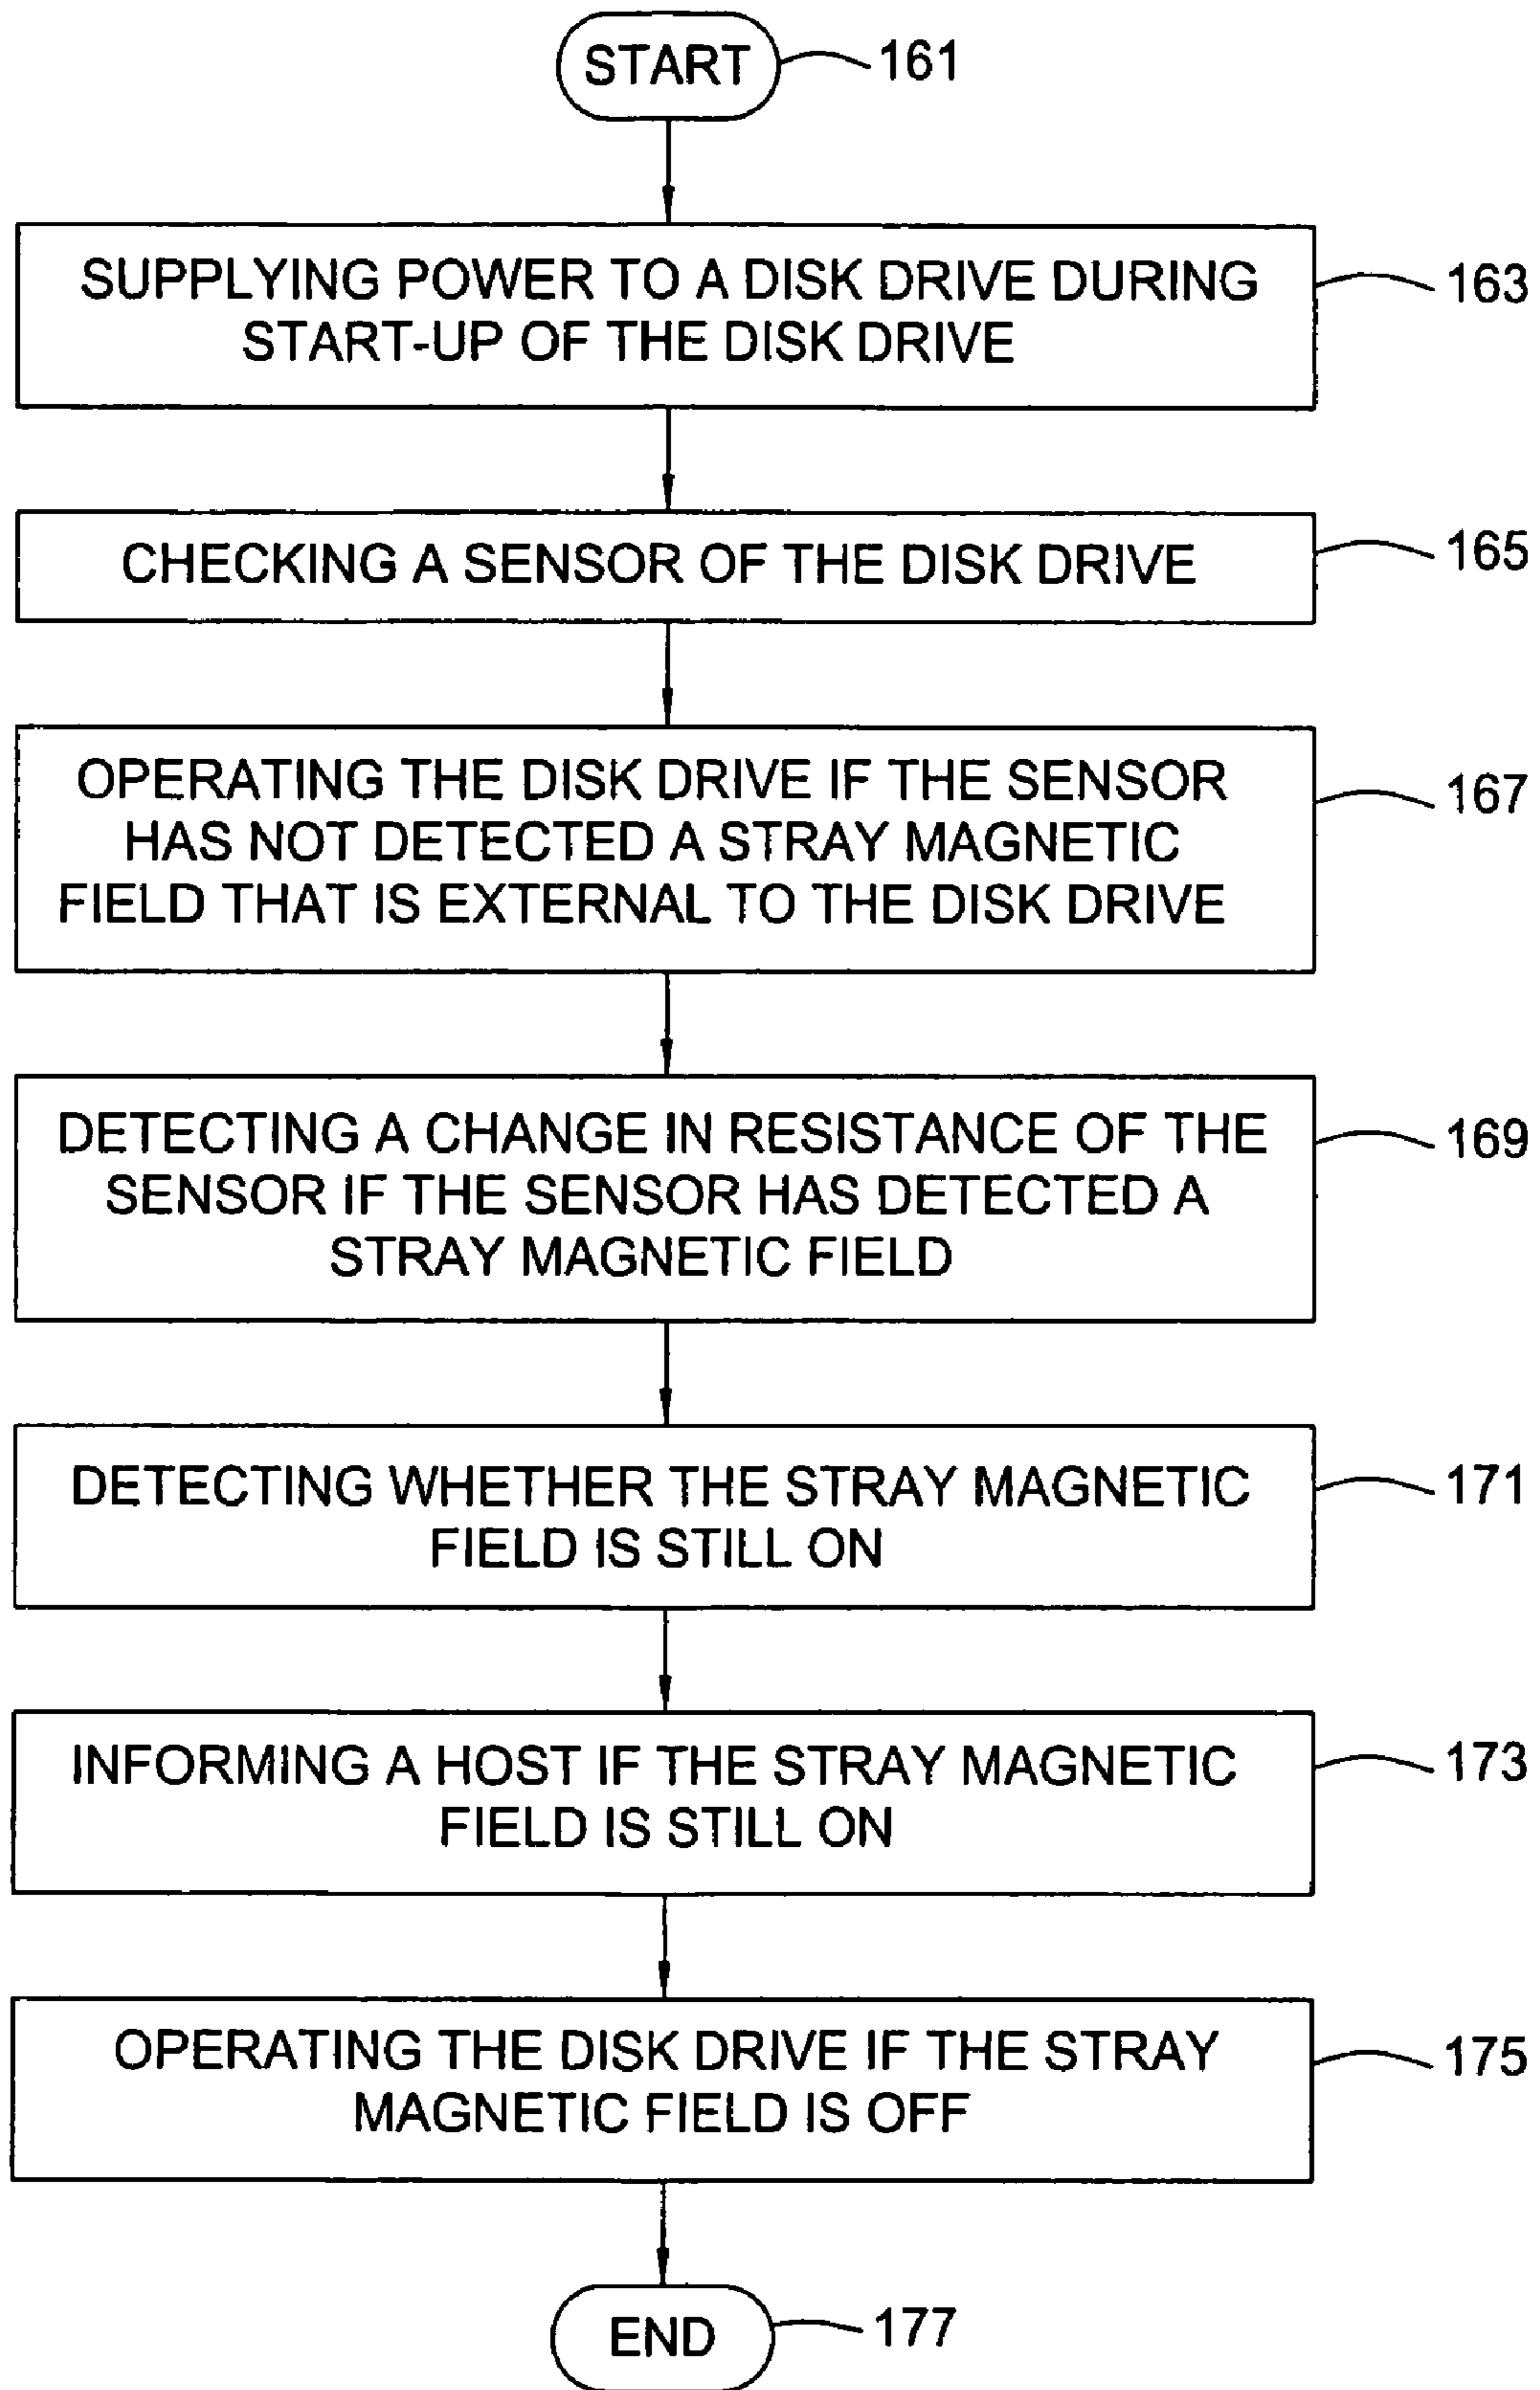 START
161
SUPPLYING POWER TO A DISK DRIVE DURING
START-UP OF THE DISK DRIVE
163
CHECKING A SENSOR OF THE DISK DRIVE
165
OPERATING THE DISK DRIVE IF THE SENSOR
HAS NOT DETECTED A STRAY MAGNETIC
FIELD THAT IS EXTERNAL TO THE DISK DRIVE
167
DETECTING A CHANGE IN RESISTANCE OF THE
SENSOR IF THE SENSOR HAS DETECTED A
STRAY MAGNETIC FIELD
169
DETECTING WHETHER THE STRAY MAGNETIC
FIELD IS STILL ON
171
INFORMING A HOST IF THE STRAY MAGNETIC
FIELD IS STILL ON
173
OPERATING THE DISK DRIVE IF THE STRAY
MAGNETIC FIELD IS OFF
175
END
177